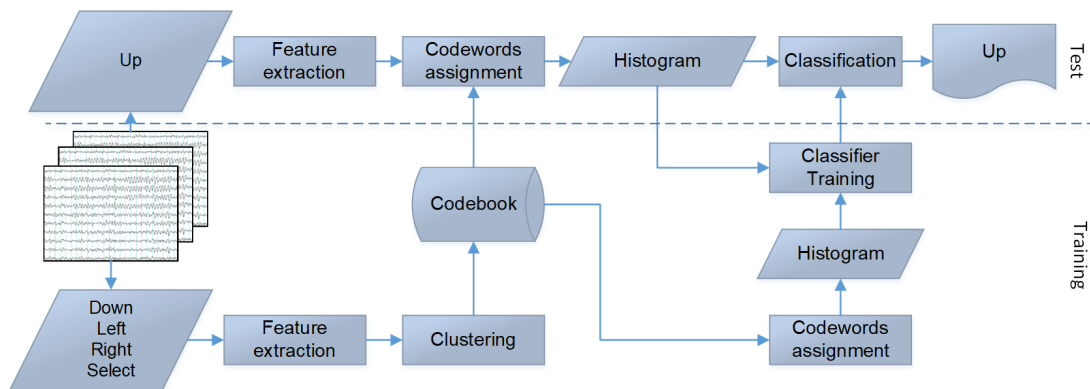 Up
Feature
extraction
Codewords
assignment
Histogram
Classification
Up
Test
Classifier
Training
Codebook
Histogram
Training
Down
Left
Right
Select
Feature
extraction
Clustering
Codewords
assignment